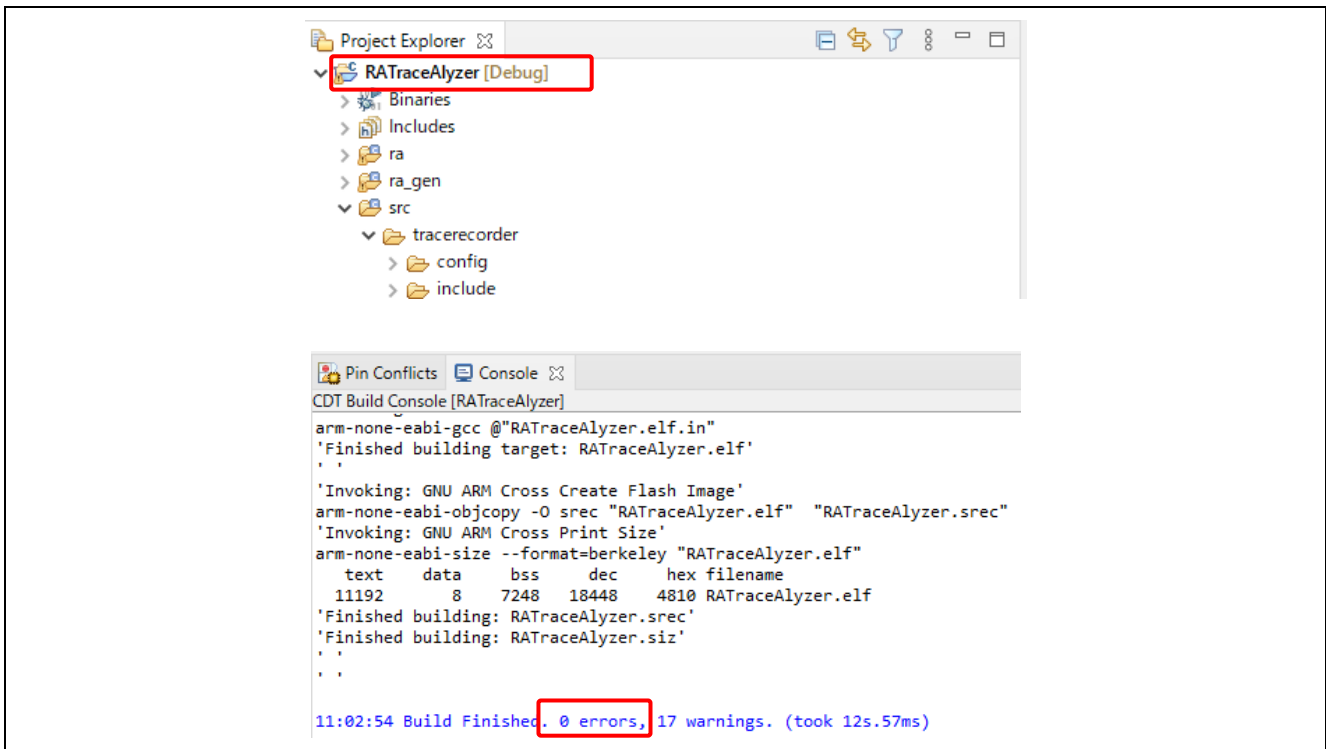 Project Explorer
RATraceAlyzer [Debug]
Binaries
Includes
ra
ra_gen
src
tracerecorder
config
include
Pin Conflicts Console
CDT Build Console [RATraceAlyzer]
arm-none-eabi-gcc @"RATraceAlyzer.elf.in"
'Finished building target: RATraceAlyzer.elf'
' '
'Invoking: GNU ARM Cross Create Flash Image'
arm-none-eabi-objcopy -O srec "RATraceAlyzer.elf"  "RATraceAlyzer.srec"
'Invoking: GNU ARM Cross Print Size'
arm-none-eabi-size --format=berkeley "RATraceAlyzer.elf"
text data bss dec hex filename
11192 8 7248 18448 4810 RATraceAlyzer.elf
'Finished building: RATraceAlyzer.srec'
'Finished building: RATraceAlyzer.siz'
' '
' '
11:02:54 Build Finished. 0 errors, 17 warnings. (took 12s.57ms)